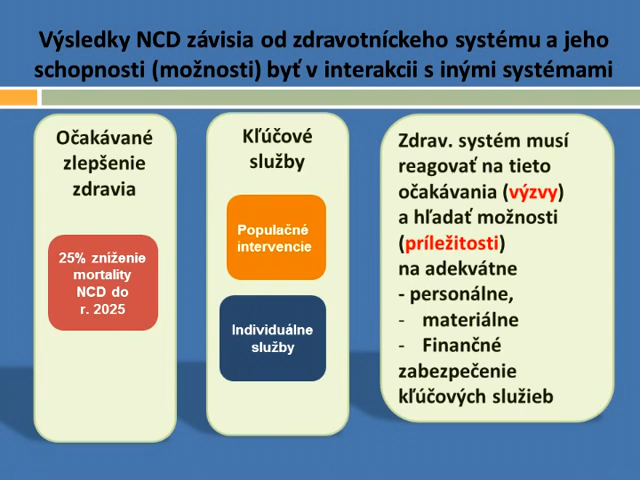 Výsledky NCD závisia od zdravotníckeho systému a jeho
schopnosti (možnosti) byť v interakcii s inými systémami
Očakávané
zlepšenie
zdravia
25% zníženie
mortality
NCD do
r. 2025
Kľúčové
služby
Populačné
intervencie
Individuálne
služby
Zdrav. systém musí
reagovať na tieto
očakávania (výzvy)
a hľadať možnosti
(príležitosti)
na adekvátne
- personálne,
- materiálne
- Finančné
zabezpečenie
kľúčových služieb